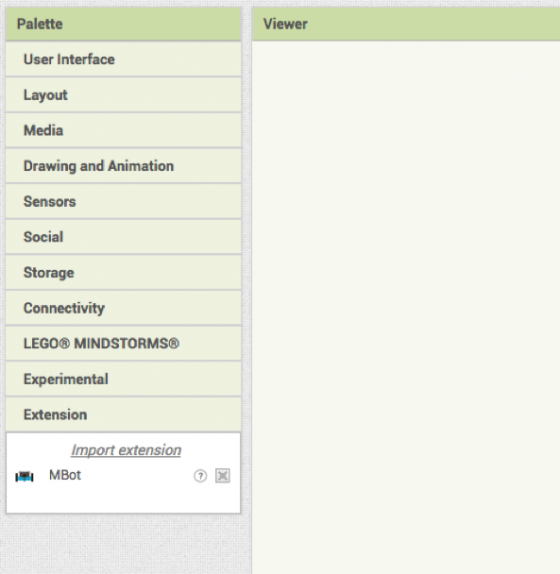 Palette
Viewer
User Interface
Layout
Media
Drawing and Animation
Sensors
Social
Storage
Connectivity
LEGO® MINDSTORMS®
Experimental
Extension
Import extension
MBot ?